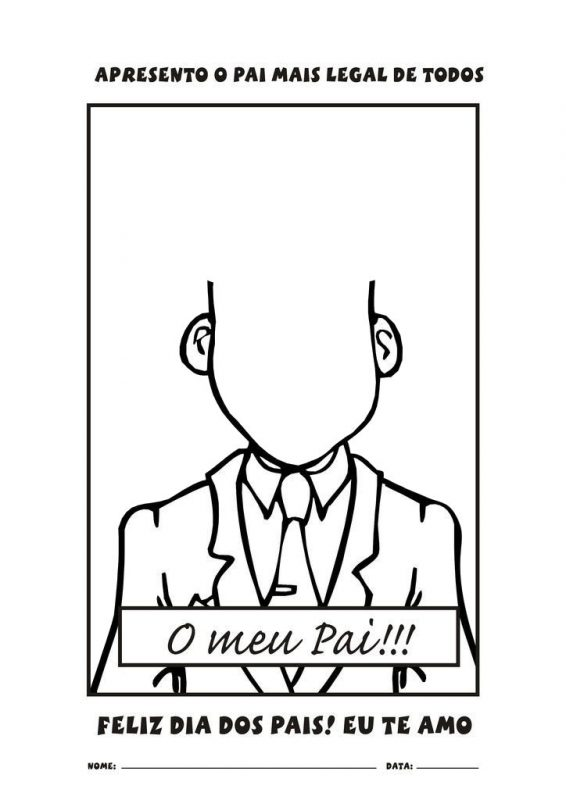 APRESENTO O PAI MAIS LEGAL DE TODOS
O meu Pai!!!
FELIZ DIA DOS PAIS! EU TE AMO
NOME: DATA: